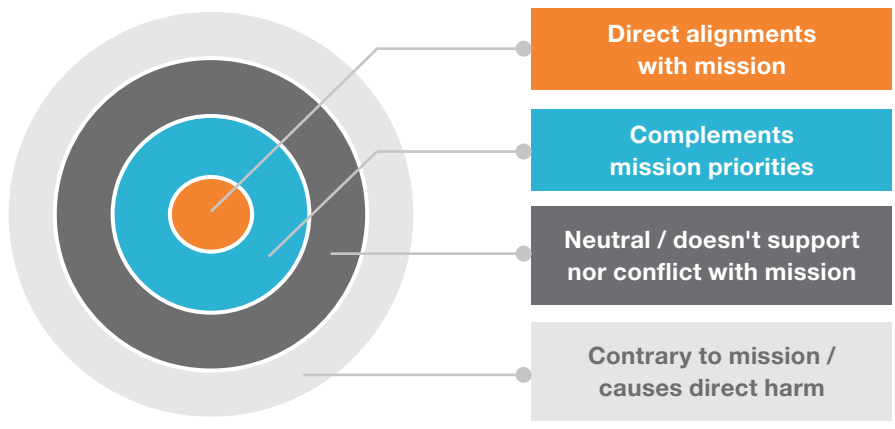 Direct alignments
with mission
Complements
mission priorities
Neutral / doesn't support
nor conflict with mission
Contrary to mission /
causes direct harm